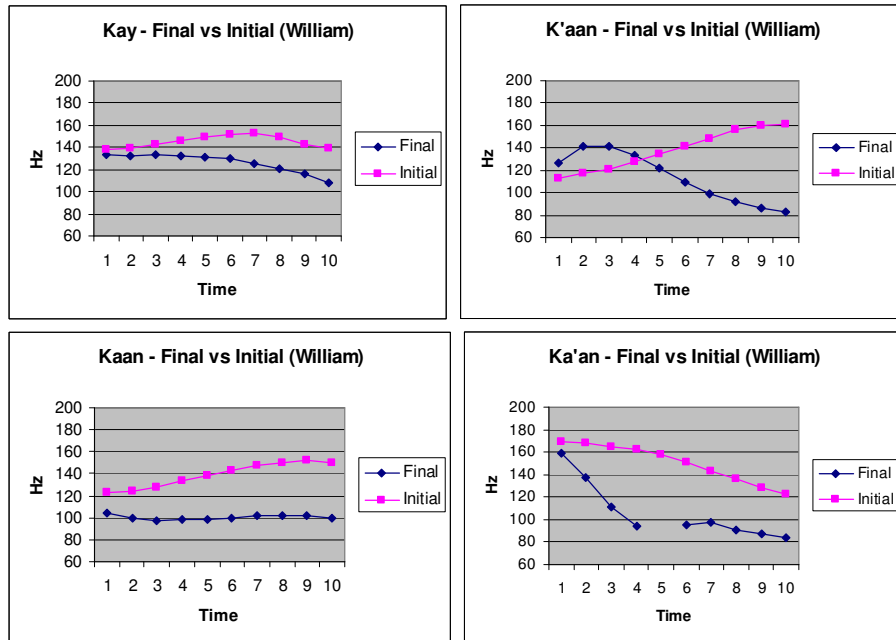 Kay - Final vs Initial (William)
200
180
160
140
120
100
80
60
Hz
1 2 3 4 5 6 7 8 9 10
Time
Final
Initial
K'aan - Final vs Initial (William)
200
180
160
140
120
100
80
60
Hz
1 2 3 4 5 6 7 8 9 10
Time
Final
Initial
Kaan - Final vs Initial (William)
200
180
160
140
120
100
80
60
Hz
1 2 3 4 5 6 7 8 9 10
Time
Final
Initial
Ka'an - Final vs Initial (William)
200
180
160
140
120
100
80
60
Hz
1 2 3 4 5 6 7 8 9 10
Time
Final
Initial